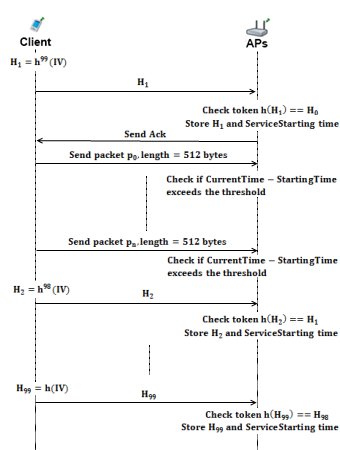 Client
APs
H₁ = h⁹⁹ (IV)
H₁
Check token h(H₁) == H₀
Store H₁ and ServiceStarting time
Send Ack
Send packet p₀, length = 512 bytes
Check if CurrentTime − StartingTime
exceeds the threshold
Send packet pₙ, length = 512 bytes
Check if CurrentTime − StartingTime
exceeds the threshold
H₂ = h⁹⁸ (IV)
H₂
Check token h(H₂) == H₁
Store H₂ and ServiceStarting time
H₉₉ = h(IV)
H₉₉
Check token h(H₉₉) == H₉₈
Store H₉₉ and ServiceStarting time